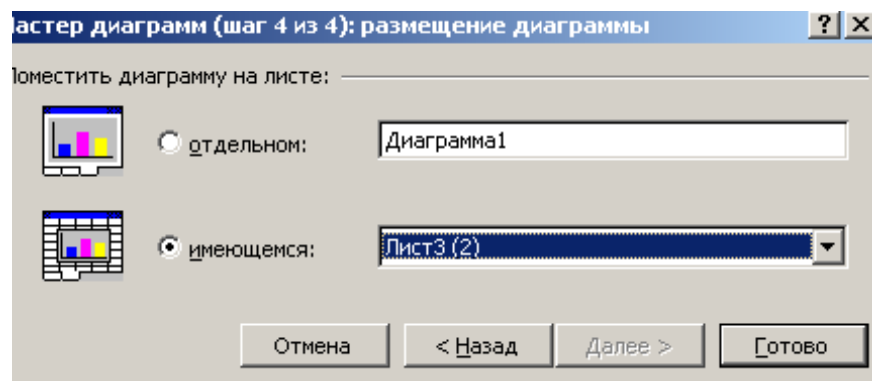 астер диаграмм (шаг 4 из 4): размещение диаграммы
Поместить диаграмму на листе:
отдельном: Диаграмма1
имеющемся: Лист3 (2)
Отмена < Назад Далее > Готово